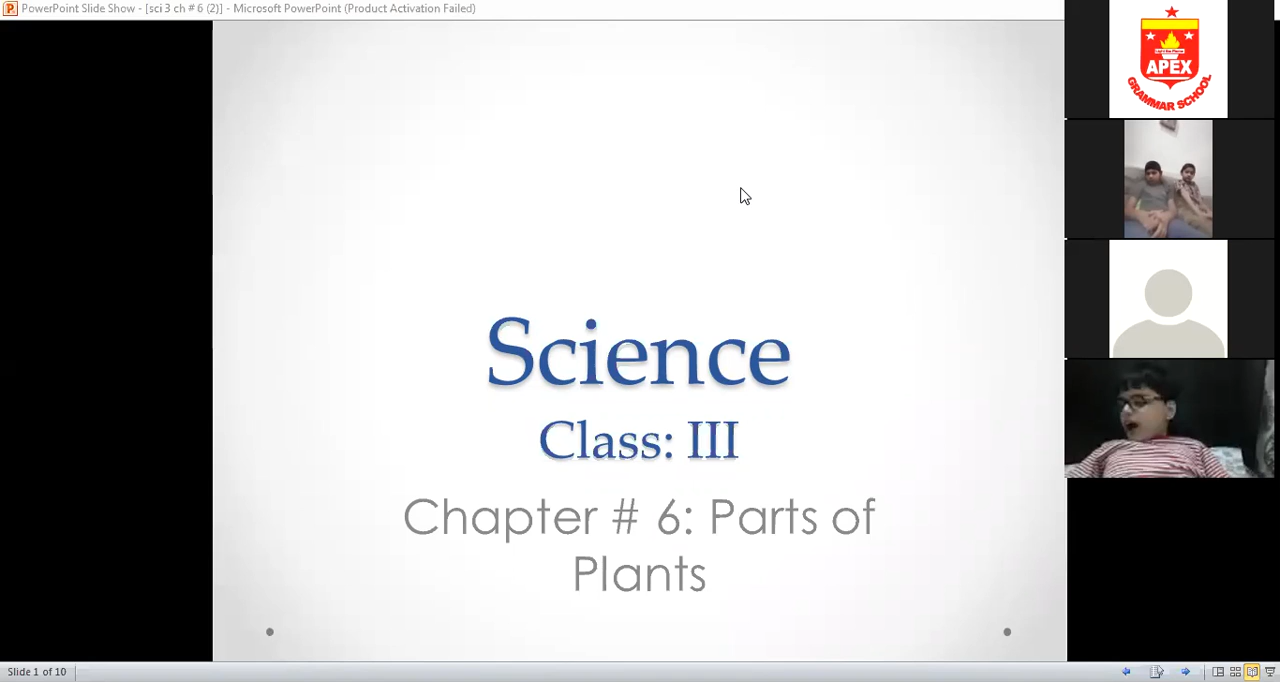 PowerPoint Slide Show - [sci 3 ch # 6 (2)] - Microsoft PowerPoint (Product Activation Failed)
APEX
GRAMMAR SCHOOL
Science
Class: III
Chapter # 6: Parts of
Plants
Slide 1 of 10